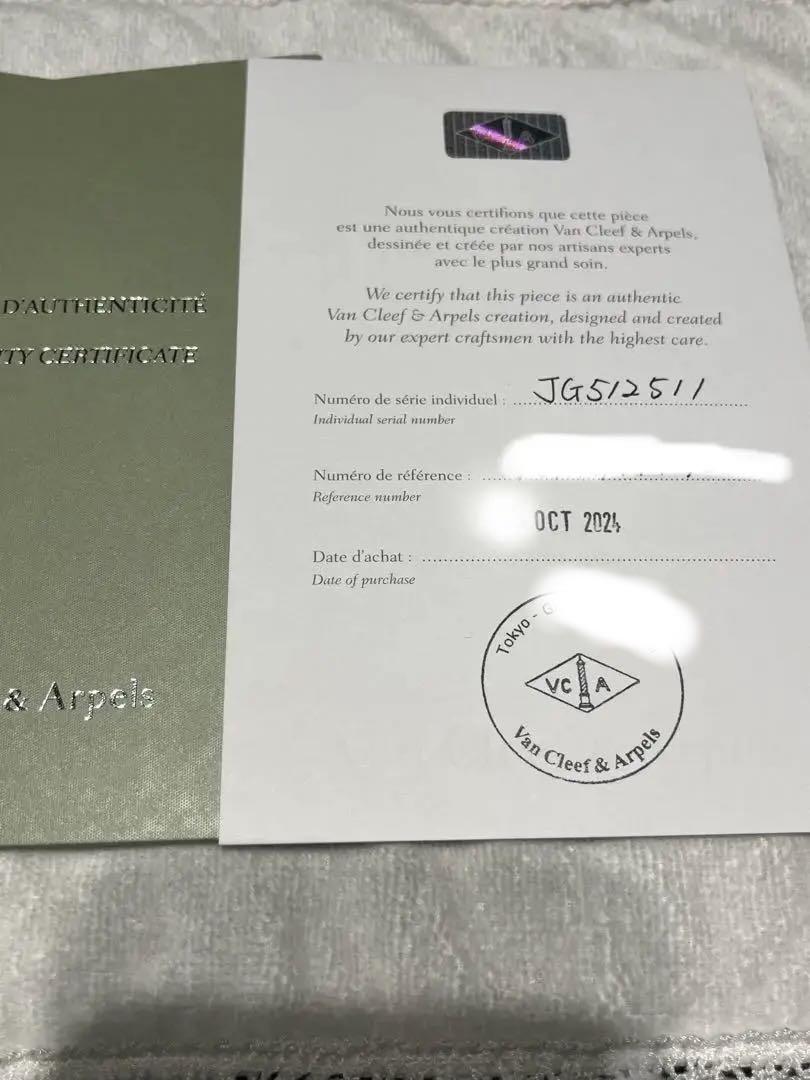 D'AUTHENTICITÉ
TY CERTIFICATE
& Arpels
Nous vous certifions que cette pièce
est une authentique création Van Cleef & Arpels,
dessinée et créée par nos artisans experts
avec le plus grand soin.
We certify that this piece is an authentic
Van Cleef & Arpels creation, designed and created
by our expert craftsmen with the highest care.
Numéro de série individuel : JG512511
Individual serial number
Numéro de référence :
Reference number
OCT 2024
Date d'achat :
Date of purchase
Tokyo - G
VC A
Van Cleef & Arpels